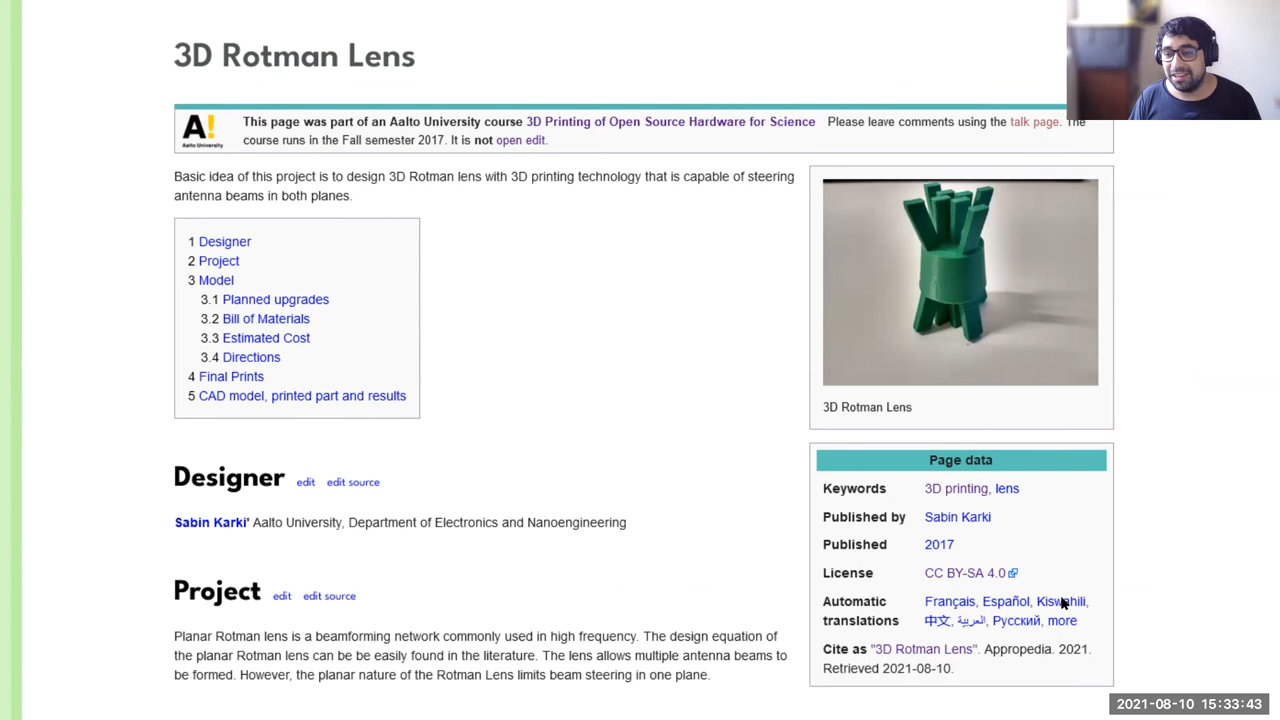 3D Rotman Lens
A!
Aalto University
This page was part of an Aalto University course 3D Printing of Open Source Hardware for Science Please leave comments using the talk page. The
course runs in the Fall semester 2017. It is not open edit.
Basic idea of this project is to design 3D Rotman lens with 3D printing technology that is capable of steering
antenna beams in both planes.
1 Designer
2 Project
3 Model
3.1 Planned upgrades
3.2 Bill of Materials
3.3 Estimated Cost
3.4 Directions
4 Final Prints
5 CAD model, printed part and results
3D Rotman Lens
Designer edit edit source
Sabin Karki' Aalto University, Department of Electronics and Nanoengineering
Project edit edit source
Planar Rotman lens is a beamforming network commonly used in high frequency. The design equation of
the planar Rotman lens can be be easily found in the literature. The lens allows multiple antenna beams to
be formed. However, the planar nature of the Rotman Lens limits beam steering in one plane.
Page data
Keywords 3D printing, lens
Published by Sabin Karki
Published 2017
License CC BY-SA 4.0
Automatic Français, Español, Kiswahili,
translations 中文, العربية, Русский, more
Cite as "3D Rotman Lens". Appropedia. 2021.
Retrieved 2021-08-10.
2021-08-10 15:33:43